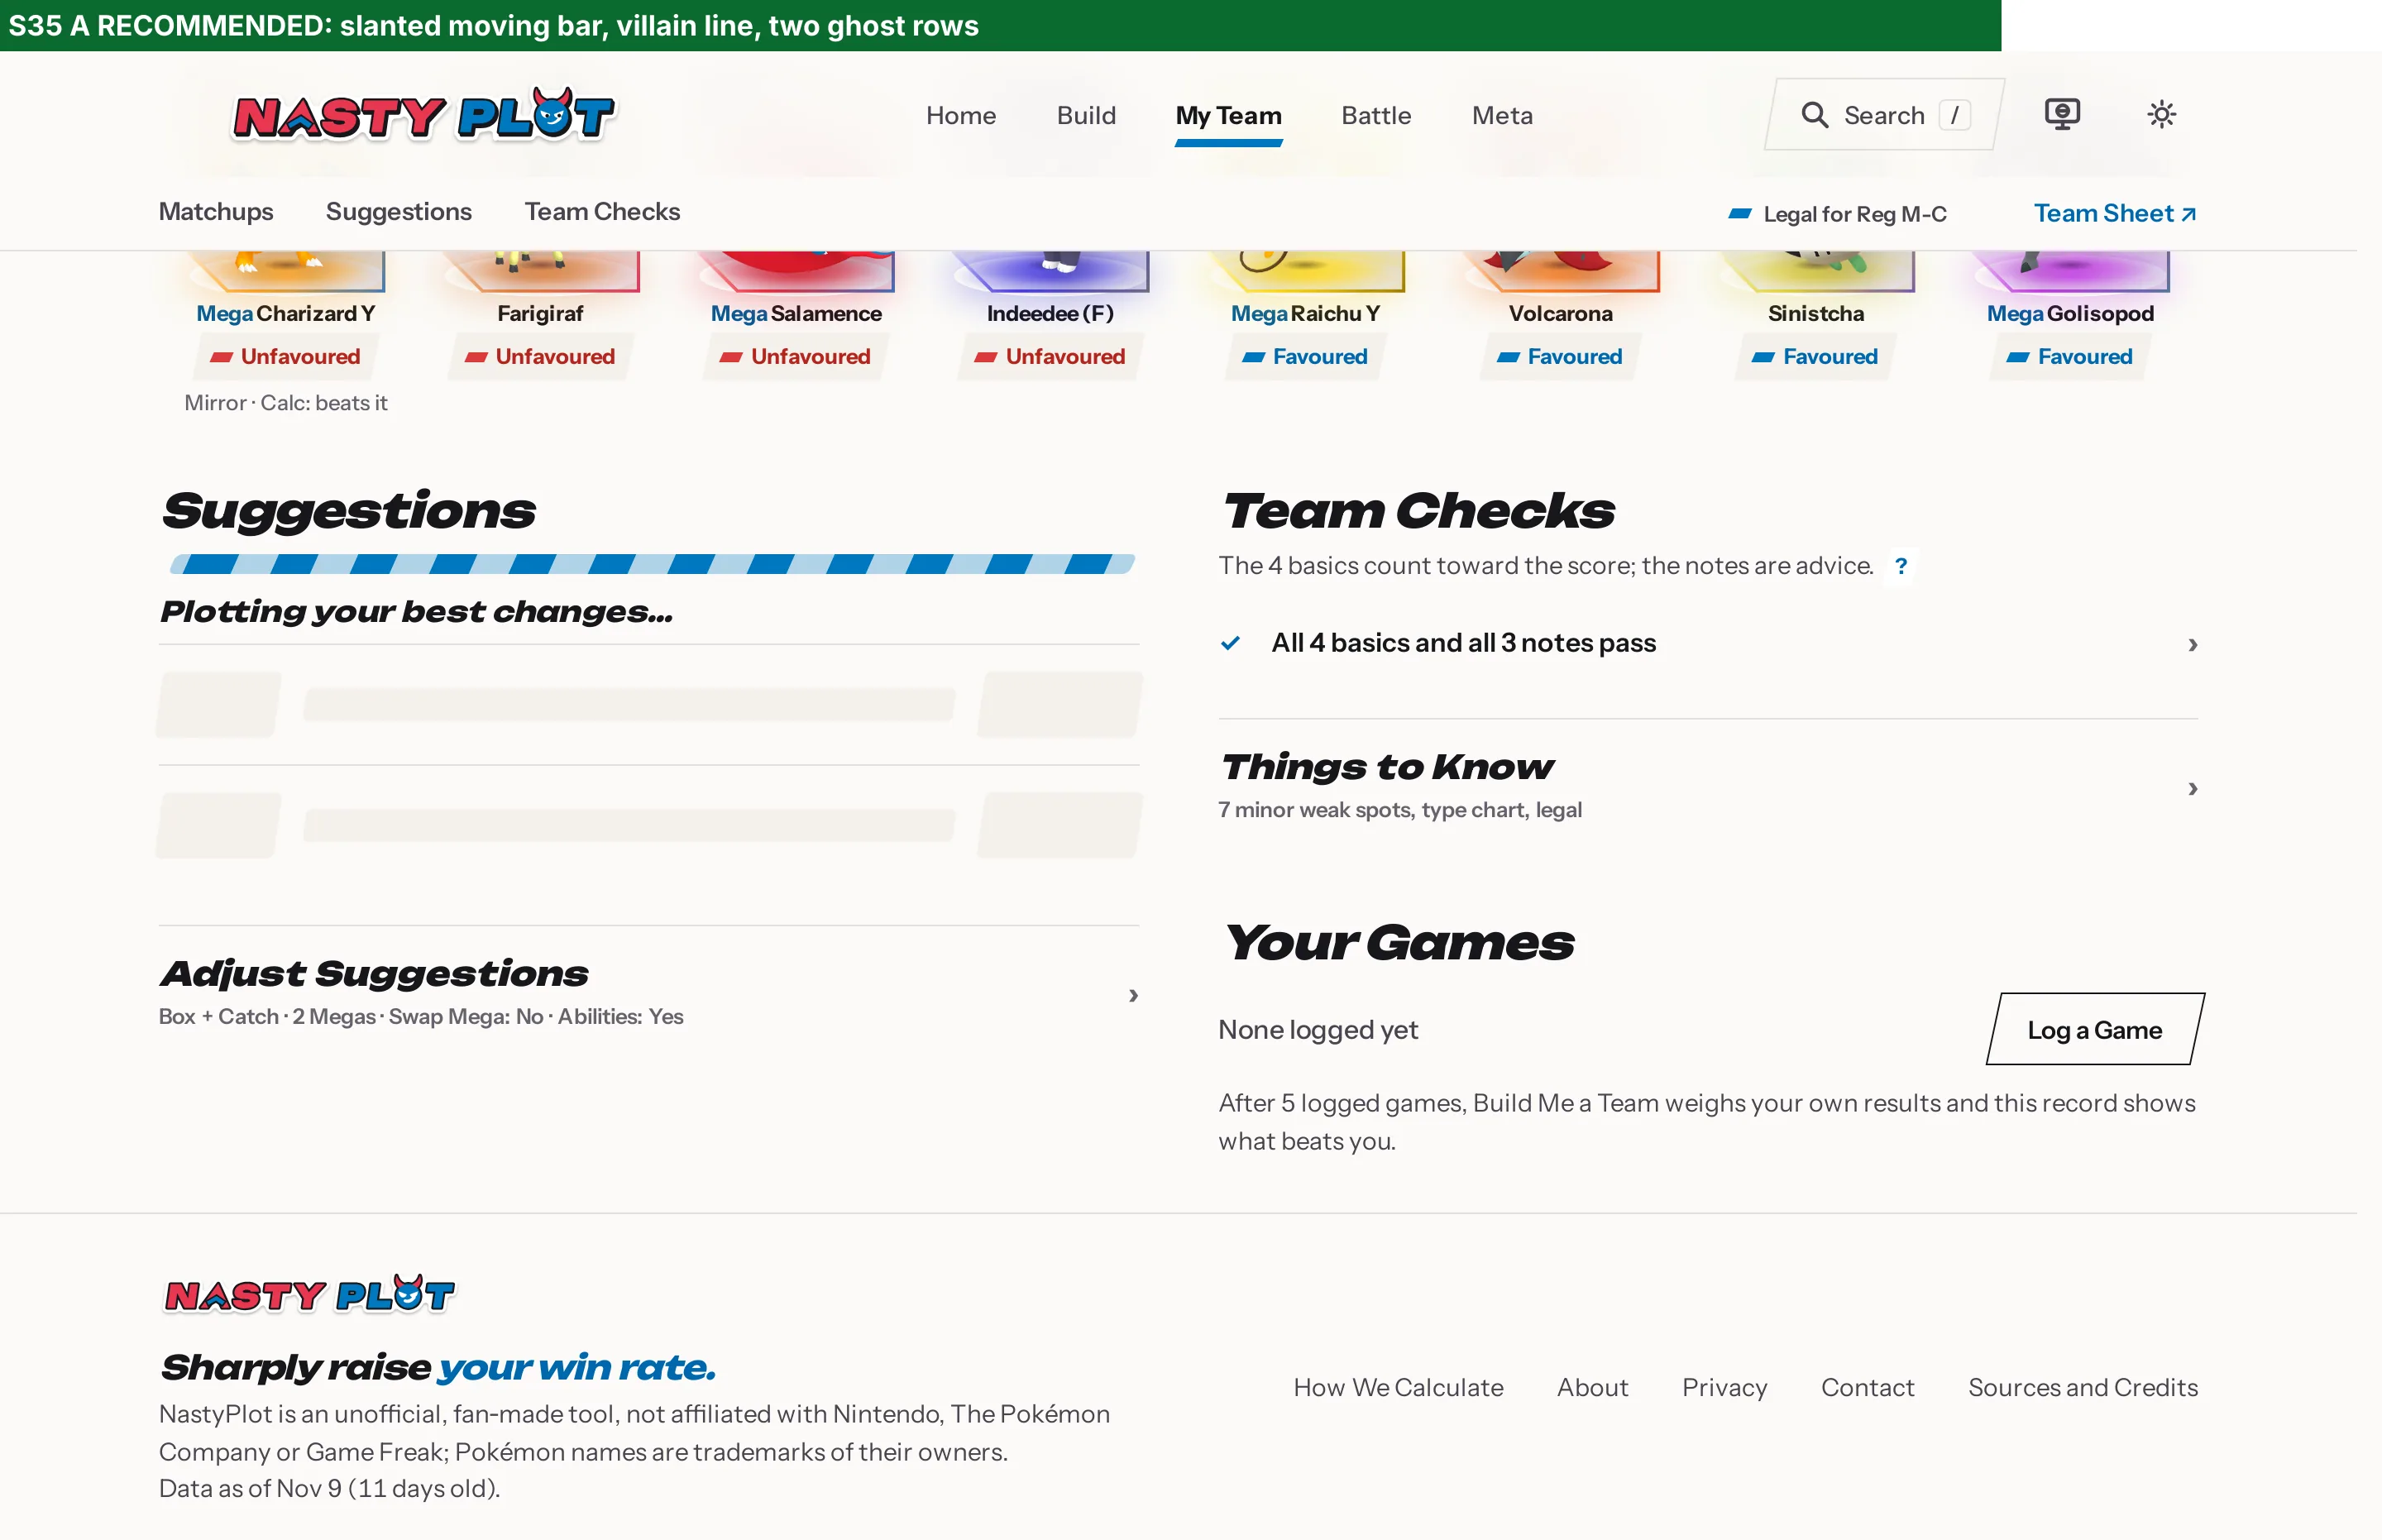 S35 A RECOMMENDED: slanted moving bar, villain line, two ghost rows
NASTY PLOT
Home Build My Team Battle Meta
Search /
Matchups Suggestions Team Checks
Legal for Reg M-C
Team Sheet
Mega Charizard Y Farigiraf Mega Salamence Indeedee (F) Mega Raichu Y Volcarona Sinistcha Mega Golisopod
Unfavoured Unfavoured Unfavoured Unfavoured Favoured Favoured Favoured Favoured
Mirror · Calc: beats it
Suggestions
Plotting your best changes...
Adjust Suggestions
Box + Catch · 2 Megas · Swap Mega: No · Abilities: Yes
Team Checks
The 4 basics count toward the score; the notes are advice. ?
All 4 basics and all 3 notes pass
Things to Know
7 minor weak spots, type chart, legal
Your Games
None logged yet
Log a Game
After 5 logged games, Build Me a Team weighs your own results and this record shows
what beats you.
NASTY PLOT
Sharply raise your win rate.
NastyPlot is an unofficial, fan-made tool, not affiliated with Nintendo, The Pokémon
Company or Game Freak; Pokémon names are trademarks of their owners.
Data as of Nov 9 (11 days old).
How We Calculate About Privacy Contact Sources and Credits